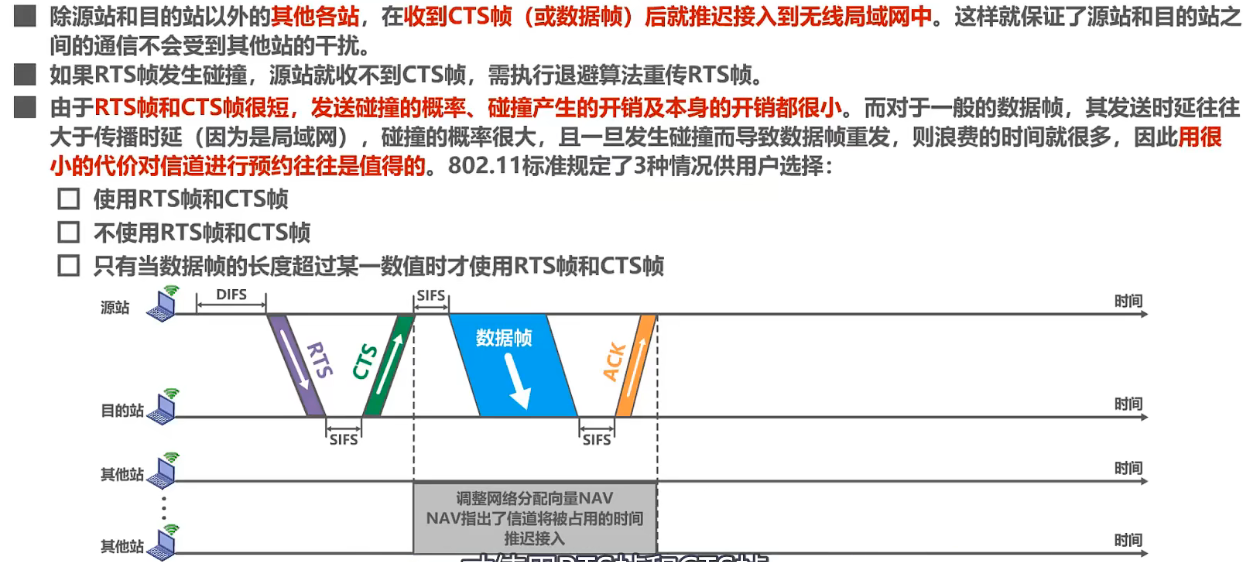 除源站和目的站以外的其他各站，在收到CTS帧（或数据帧）后就推迟接入到无线局域网中。这样就保证了源站和目的站之
间的通信不会受到其他站的干扰。
如果RTS帧发生碰撞，源站就收不到CTS帧，需执行退避算法重传RTS帧。
由于RTS帧和CTS帧很短，发送碰撞的概率、碰撞产生的开销及本身的开销都很小。而对于一般的数据帧，其发送时延往往
大于传播时延（因为是局域网），碰撞的概率很大，且一旦发生碰撞而导致数据帧重发，则浪费的时间就很多，因此用很
小的代价对信道进行预约往往是值得的。802.11标准规定了3种情况供用户选择：
使用RTS帧和CTS帧
不使用RTS帧和CTS帧
只有当数据帧的长度超过某一数值时才使用RTS帧和CTS帧
源站
DIFS
SIFS
时间
RTS
CTS
数据帧
ACK
目的站
时间
SIFS
SIFS
其他站
时间
调整网络分配向量NAV
NAV指出了信道将被占用的时间
推迟接入
其他站
时间
才使用RTS帧和CTS帧